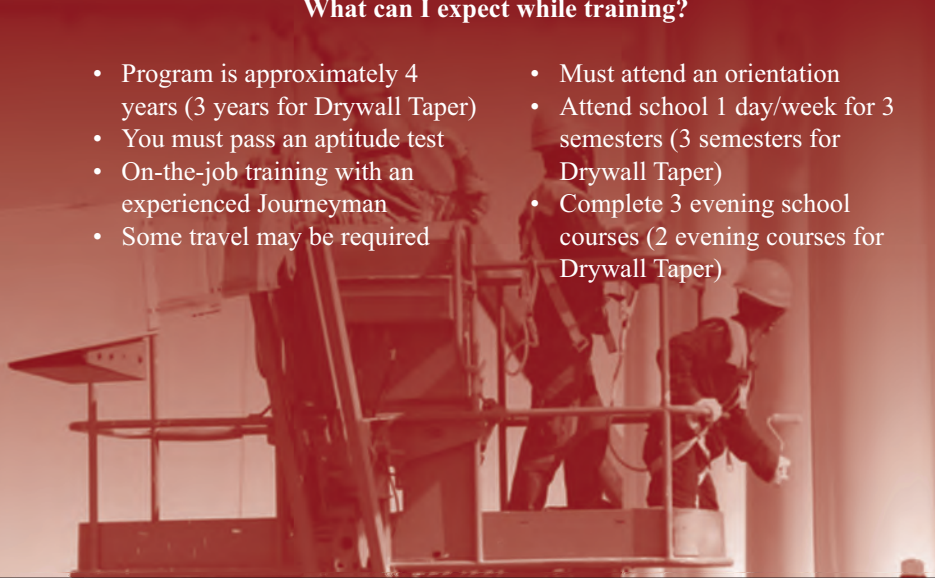 What can I expect while training?
• Program is approximately 4
years (3 years for Drywall Taper)
• You must pass an aptitude test
• On-the-job training with an
experienced Journeyman
• Some travel may be required
• Must attend an orientation
• Attend school 1 day/week for 3
semesters (3 semesters for
Drywall Taper)
• Complete 3 evening school
courses (2 evening courses for
Drywall Taper)